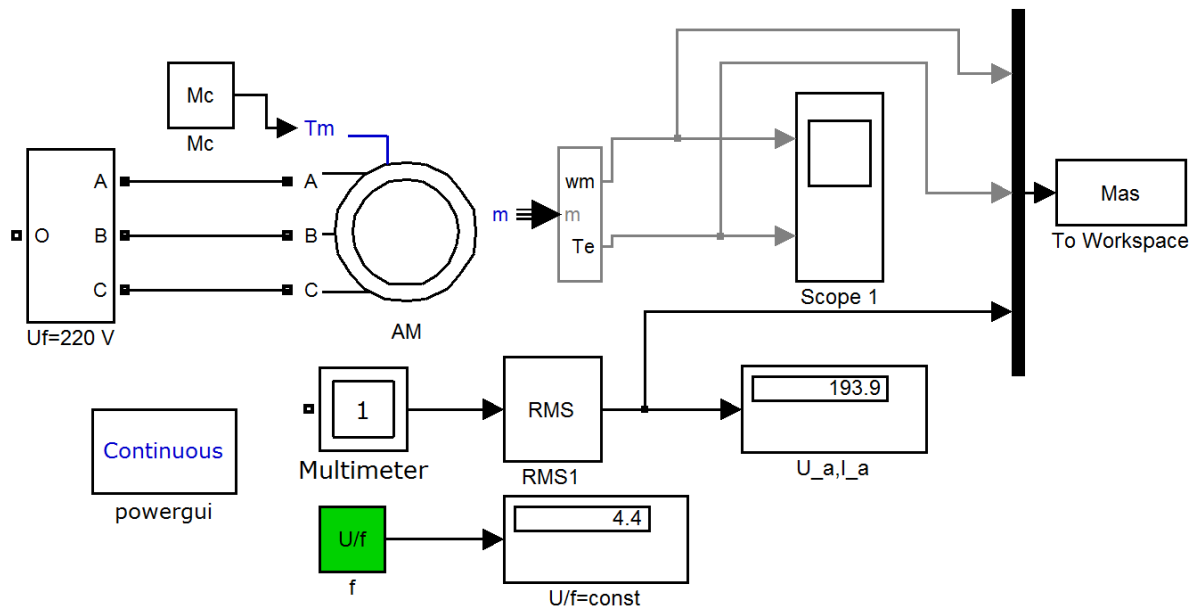 Mc
Mc
Tm
A
B
C
O
Uf=220 V
A
B
C
AM
m
wm
m
Te
Scope 1
Mas
To Workspace
1
Multimeter
RMS
RMS1
193.9
U_a,I_a
Continuous
powergui
U/f
f
4.4
U/f=const